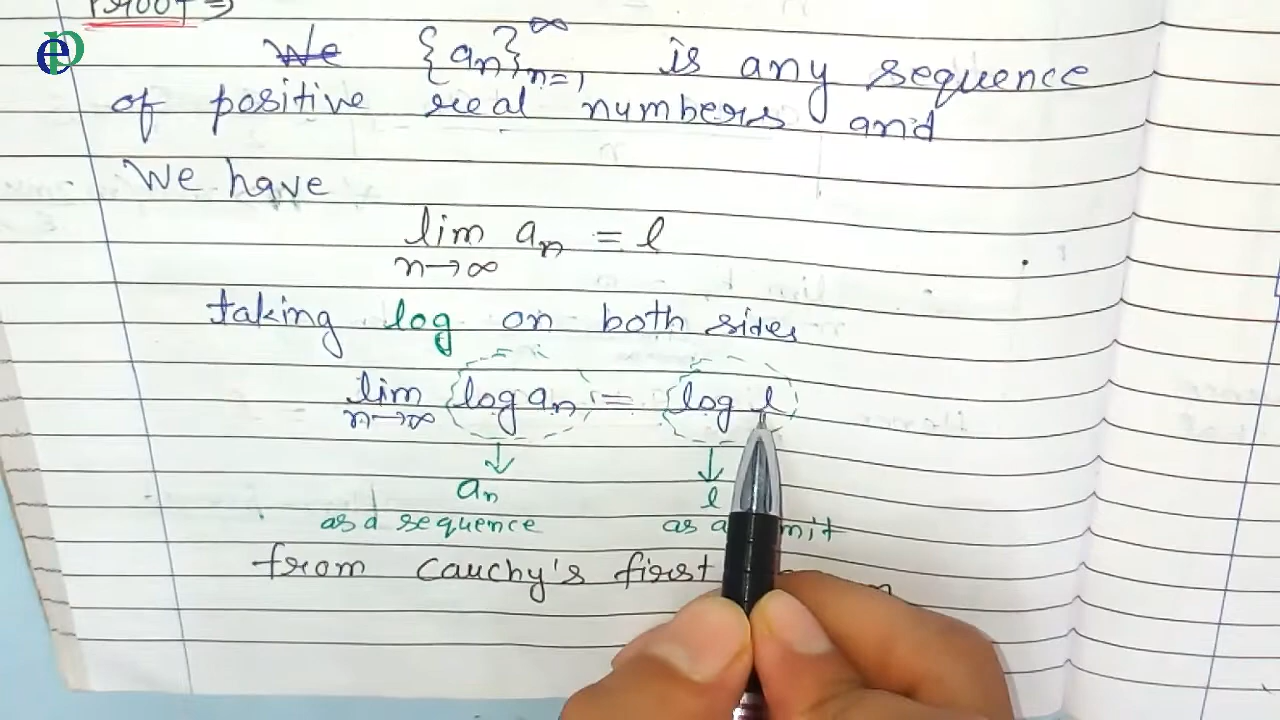 Proof ⇒
We {an}∞ n=1 is any sequence
of positive real numbers and
We have
lim an = l
n→∞
taking log on both sides
lim log an = log l
n→∞
↓ ↓
an l
as a sequence as a
from Cauchy's first